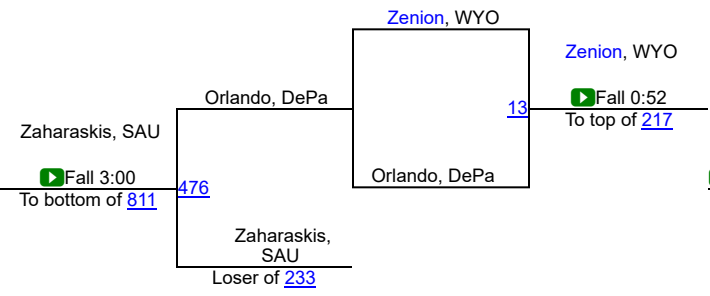 Zenion, WYO
Zenion, WYO
Orlando, DePa
Fall 0:52
13
To top of 217
Zaharaskis, SAU
Fall 3:00
Orlando, DePa
476
To bottom of 811
Zaharaskis,
SAU
Loser of 233